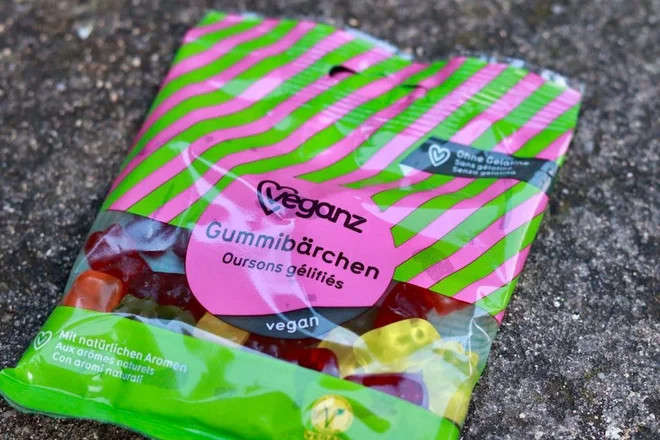 Ohne Gelatine
Sans gélatine
Senza gelatina
Veganz
Gummibärchen
Oursons gélifiés
vegan
Mit natürlichen Aromen
Aux arômes naturels
Con aromi naturali